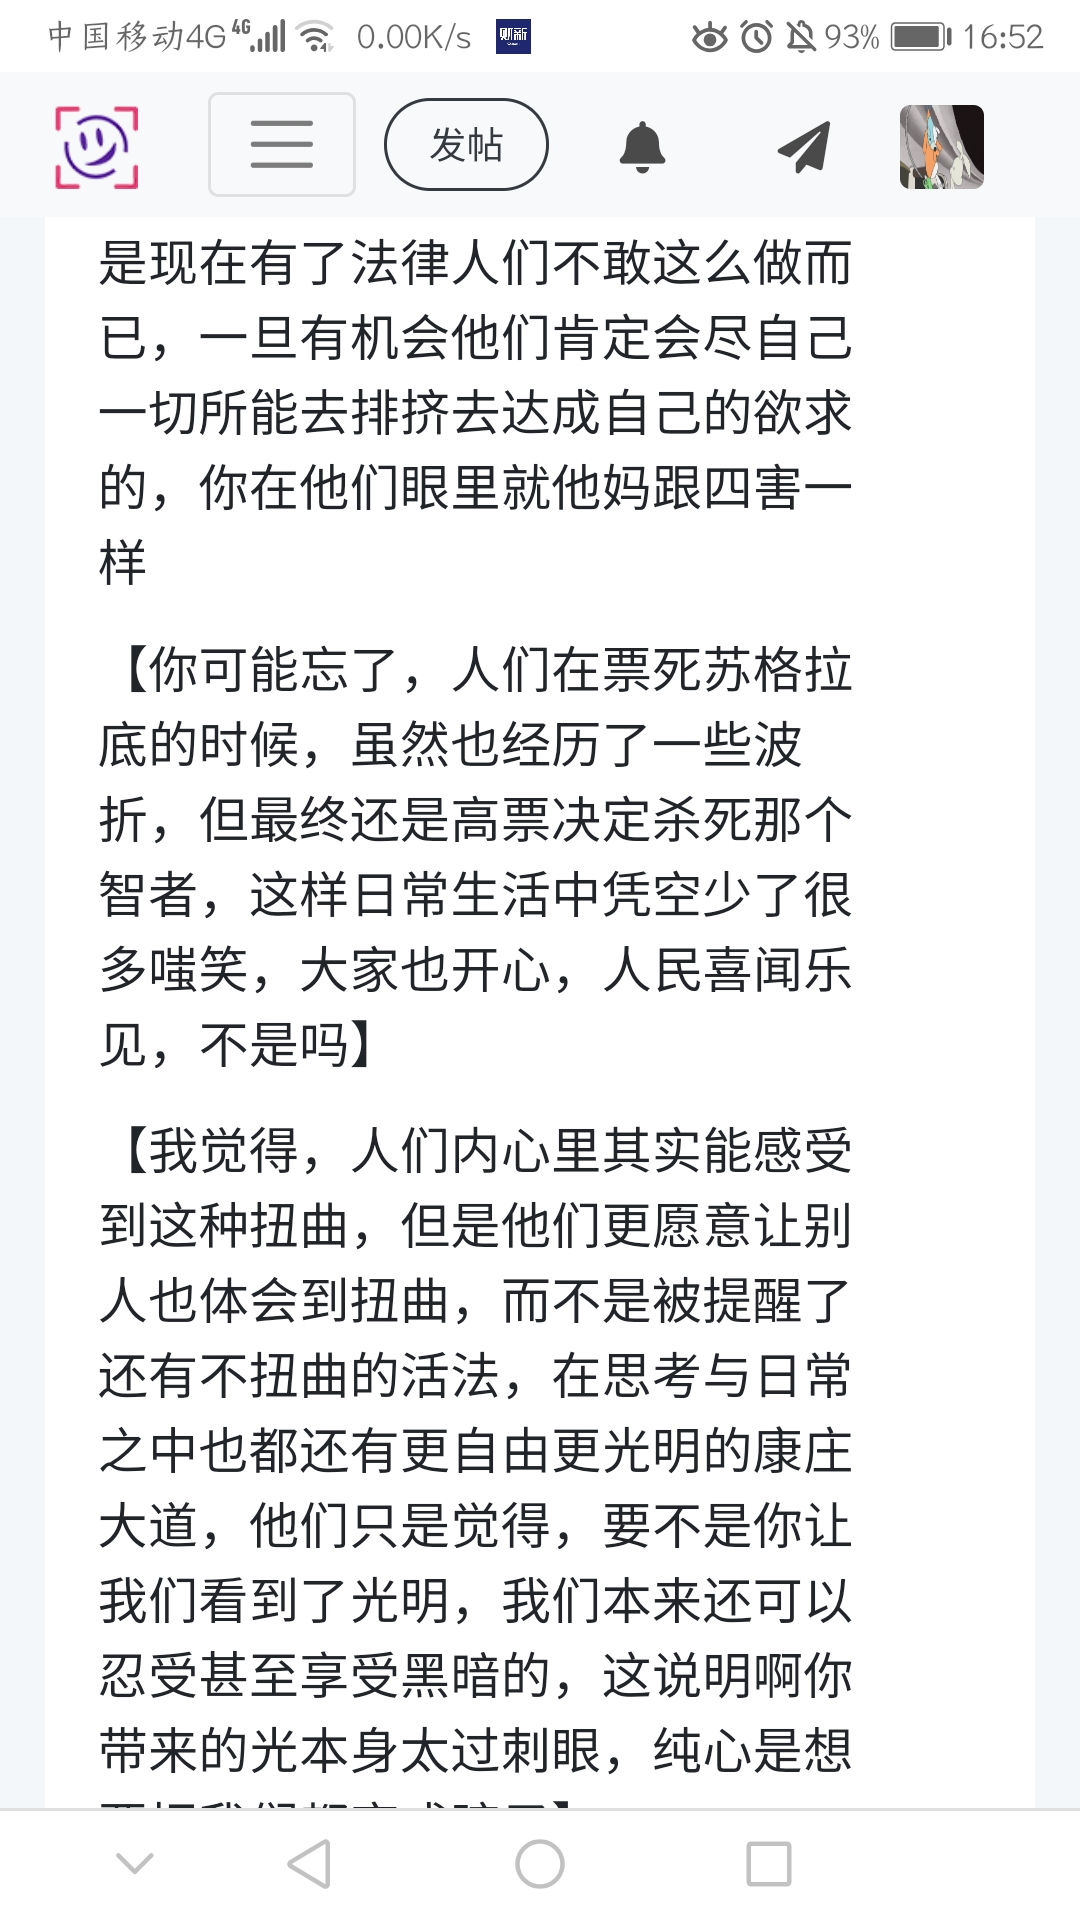 中国移动4G 4G 0.00K/s 财新 93% 16:52
发帖
是现在有了法律人们不敢这么做而
已，一旦有机会他们肯定会尽自己
一切所能去排挤去达成自己的欲求
的，你在他们眼里就他妈跟四害一
样
【你可能忘了，人们在票死苏格拉
底的时候，虽然也经历了一些波
折，但最终还是高票决定杀死那个
智者，这样日常生活中凭空少了很
多嗤笑，大家也开心，人民喜闻乐
见，不是吗】
【我觉得，人们内心里其实能感受
到这种扭曲，但是他们更愿意让别
人也体会到扭曲，而不是被提醒了
还有不扭曲的活法，在思考与日常
之中也都还有更自由更光明的康庄
大道，他们只是觉得，要不是你让
我们看到了光明，我们本来还可以
忍受甚至享受黑暗的，这说明啊你
带来的光本身太过刺眼，纯心是想